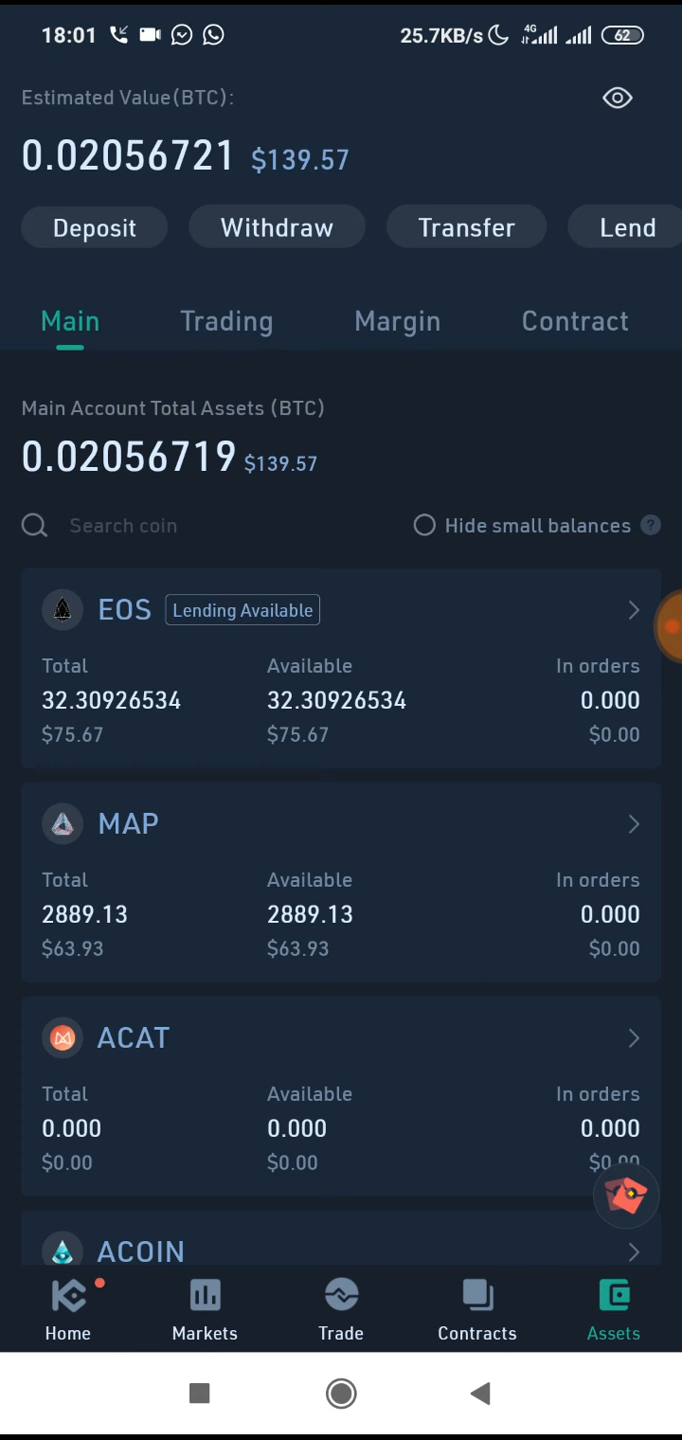 18:01 25.7KB/s 4G 62
Estimated Value(BTC):
0.02056721 $139.57
Deposit Withdraw Transfer Lend
Main Trading Margin Contract
Main Account Total Assets (BTC)
0.02056719 $139.57
Search coin Hide small balances ?
EOS Lending Available
Total Available In orders
32.30926534 32.30926534 0.000
$75.67 $75.67 $0.00
MAP
Total Available In orders
2889.13 2889.13 0.000
$63.93 $63.93 $0.00
ACAT
Total Available In orders
0.000 0.000 0.000
$0.00 $0.00 $0.00
ACOIN
Home Markets Trade Contracts Assets